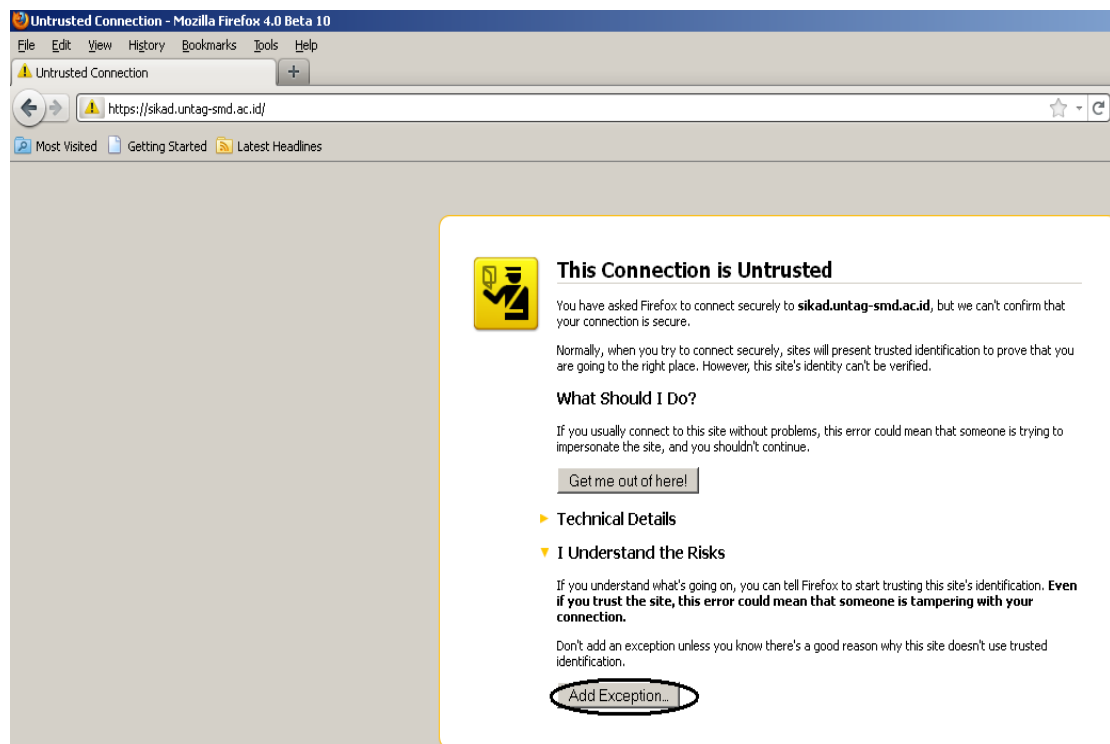 Untrusted Connection - Mozilla Firefox 4.0 Beta 10
File Edit View History Bookmarks Tools Help
Untrusted Connection +
https://sikad.untag-smd.ac.id/
Most Visited Getting Started Latest Headlines
This Connection is Untrusted
You have asked Firefox to connect securely to sikad.untag-smd.ac.id, but we can't confirm that
your connection is secure.
Normally, when you try to connect securely, sites will present trusted identification to prove that you
are going to the right place. However, this site's identity can't be verified.
What Should I Do?
If you usually connect to this site without problems, this error could mean that someone is trying to
impersonate the site, and you shouldn't continue.
Get me out of here!
Technical Details
I Understand the Risks
If you understand what's going on, you can tell Firefox to start trusting this site's identification. Even
if you trust the site, this error could mean that someone is tampering with your
connection.
Don't add an exception unless you know there's a good reason why this site doesn't use trusted
identification.
Add Exception...